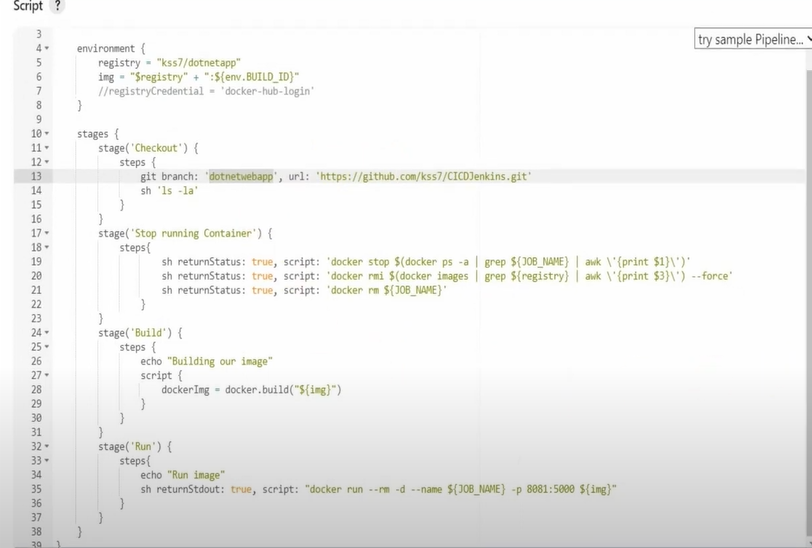 Script ?
try sample Pipeline...
3
4 environment {
5 registry = "kss7/dotnetapp"
6 img = "$registry" + ":${env.BUILD_ID}"
7 //registryCredential = 'docker-hub-login'
8 }
9
10 stages {
11 stage('Checkout') {
12 steps {
13 git branch: 'dotnetwebapp', url: 'https://github.com/kss7/CICDJenkins.git'
14 sh 'ls -la'
15 }
16 }
17 stage('Stop running Container') {
18 steps{
19 sh returnStatus: true, script: 'docker stop $(docker ps -a | grep ${JOB_NAME} | awk \'{print $1}\')'
20 sh returnStatus: true, script: 'docker rmi $(docker images | grep ${registry} | awk \'{print $3}\') --force'
21 sh returnStatus: true, script: 'docker rm ${JOB_NAME}'
22 }
23 }
24 stage('Build') {
25 steps {
26 echo "Building our image"
27 script {
28 dockerImg = docker.build("${img}")
29 }
30 }
31 }
32 stage('Run') {
33 steps{
34 echo "Run image"
35 sh returnStdout: true, script: "docker run --rm -d --name ${JOB_NAME} -p 8081:5000 ${img}"
36 }
37 }
38 }
39 }